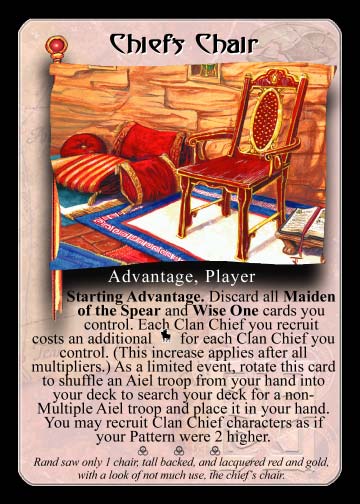 Chief's Chair
Advantage, Player
Starting Advantage. Discard all Maiden
of the Spear and Wise One cards you
control. Each Clan Chief you recruit
costs an additional for each Clan Chief you
control. (This increase applies after all
multipliers.) As a limited event, rotate this card
to shuffle an Aiel troop from your hand into
your deck to search your deck for a non-
Multiple Aiel troop and place it in your hand.
You may recruit Clan Chief characters as if
your Pattern were 2 higher.
Rand saw only 1 chair, tall backed, and lacquered red and gold,
with a look of not much use, the chief's chair.